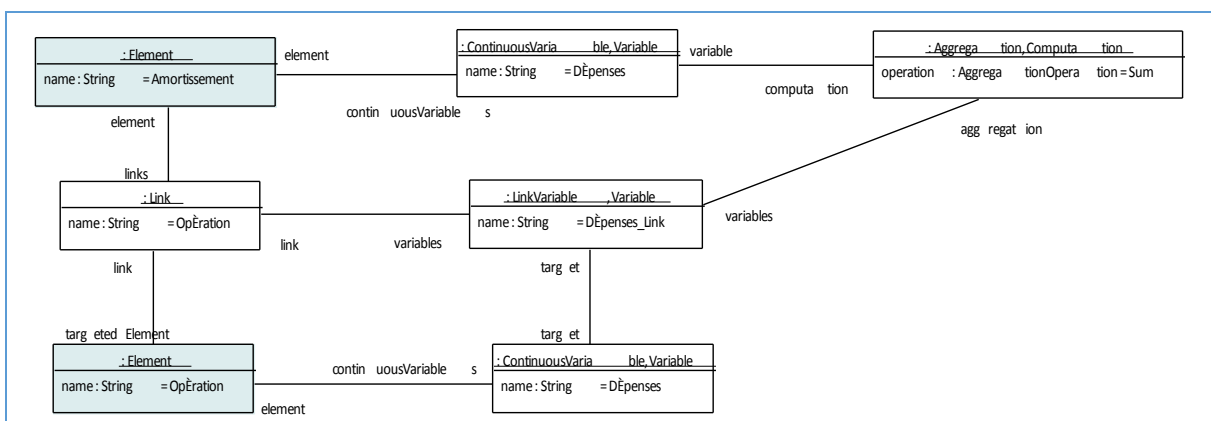 : Element
name : String = Amortissement
element
contin uousVariable s
: ContinuousVaria ble, Variable
name : String = DÈpenses
variable
computa tion
: Aggrega tion, Computa tion
operation : Aggrega tionOpera tion = Sum
element
links
agg regat ion
: Link
name : String = OpÈration
link
variables
: LinkVariable , Variable
name : String = DÈpenses_Link
variables
link
targ eted Element
targ et
targ et
: Element
name : String = OpÈration
contin uousVariable s
element
: ContinuousVaria ble, Variable
name : String = DÈpenses